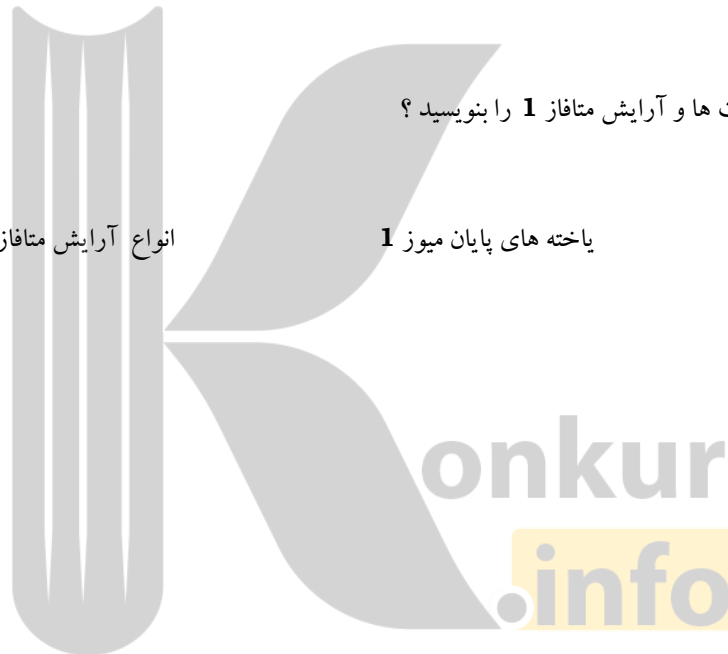 ها و آرایش متافاز 1 را بنویسید ؟
یاخته های پایان میوز 1 انواع آرایش متافاز
onkur
.info